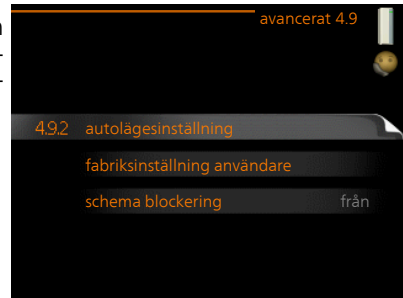 avancerat 4.9
4.9.2 autolägesinställning
fabriksinställning användare
schema blockering från